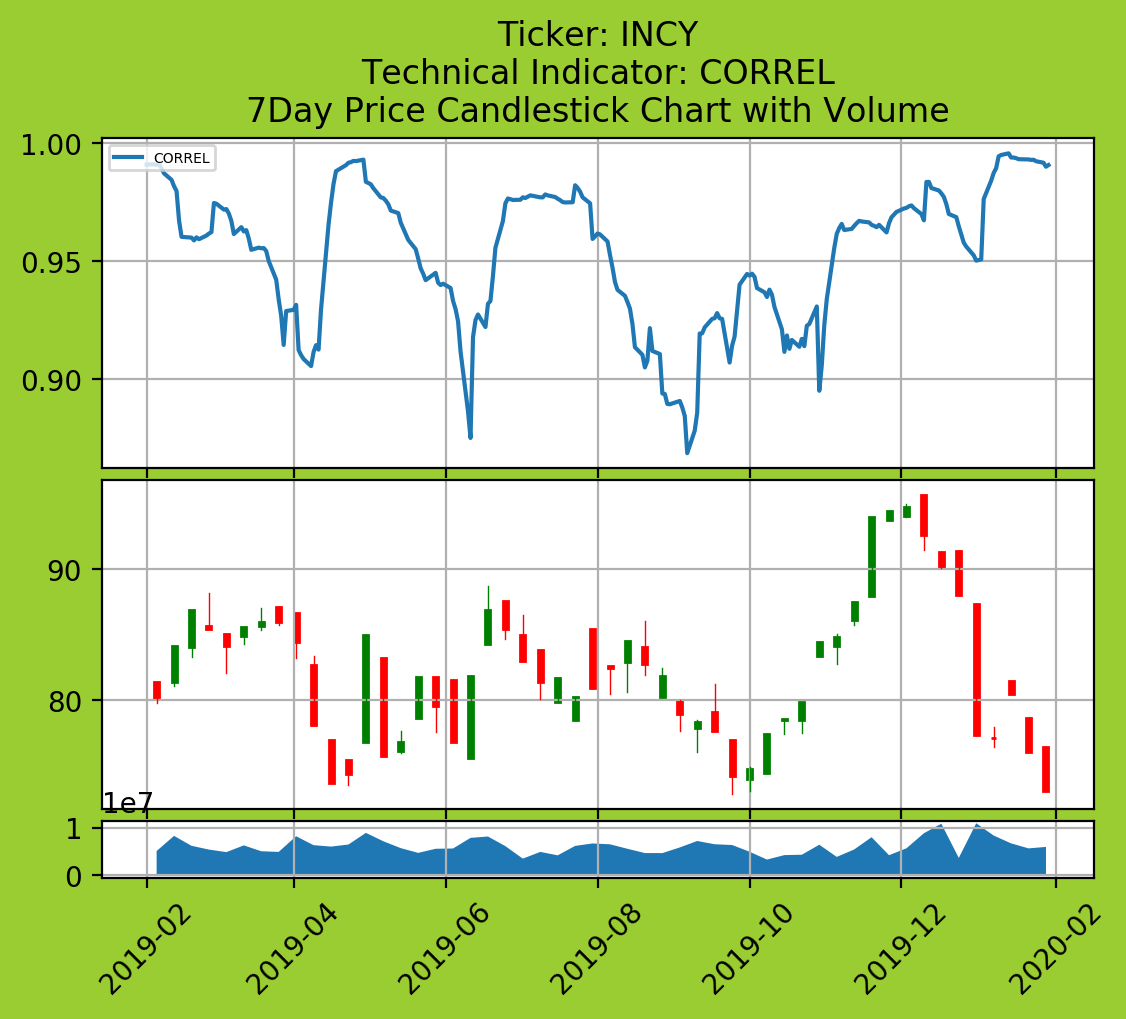 Ticker: INCY
Technical Indicator: CORREL
7Day Price Candlestick Chart with Volume
1.00
CORREL
0.95
0.90
90
80
1e7
1
0
2019-02
2019-04
2019-06
2019-08
2019-10
2019-12
2020-02